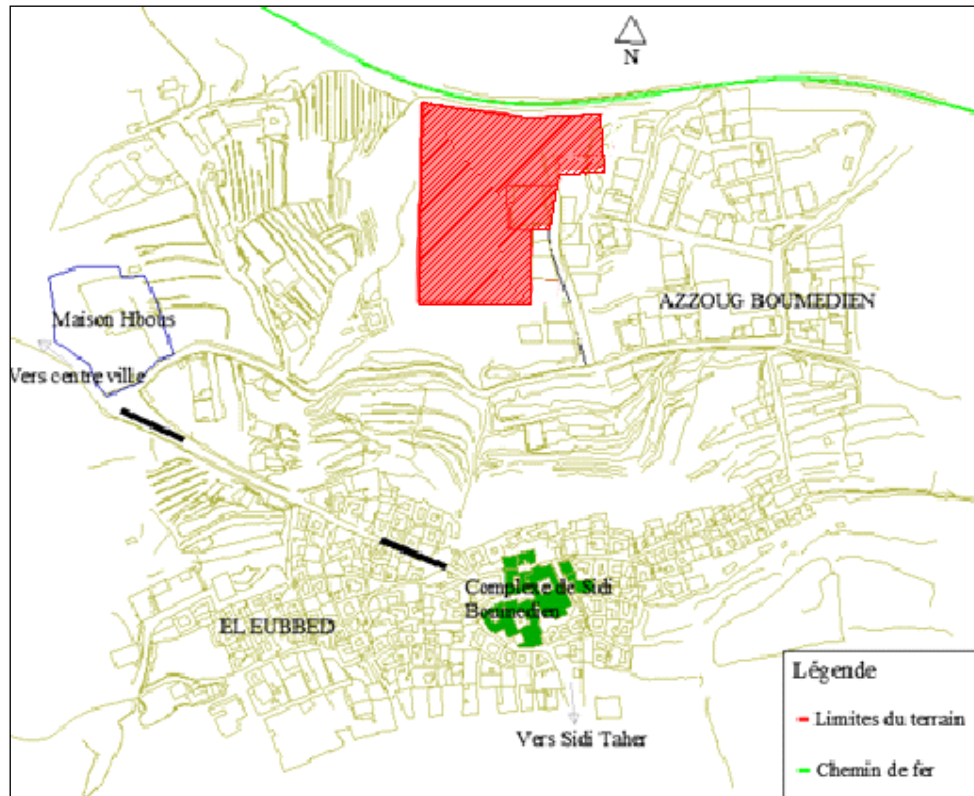 N
AZZOUG BOUMEDIEN
Maison Hbous
Vers centre ville
Complexe de Sidi
Boumedien
EL EUBBED
Vers Sidi Taher
Légende
Limites du terrain
Chemin de fer